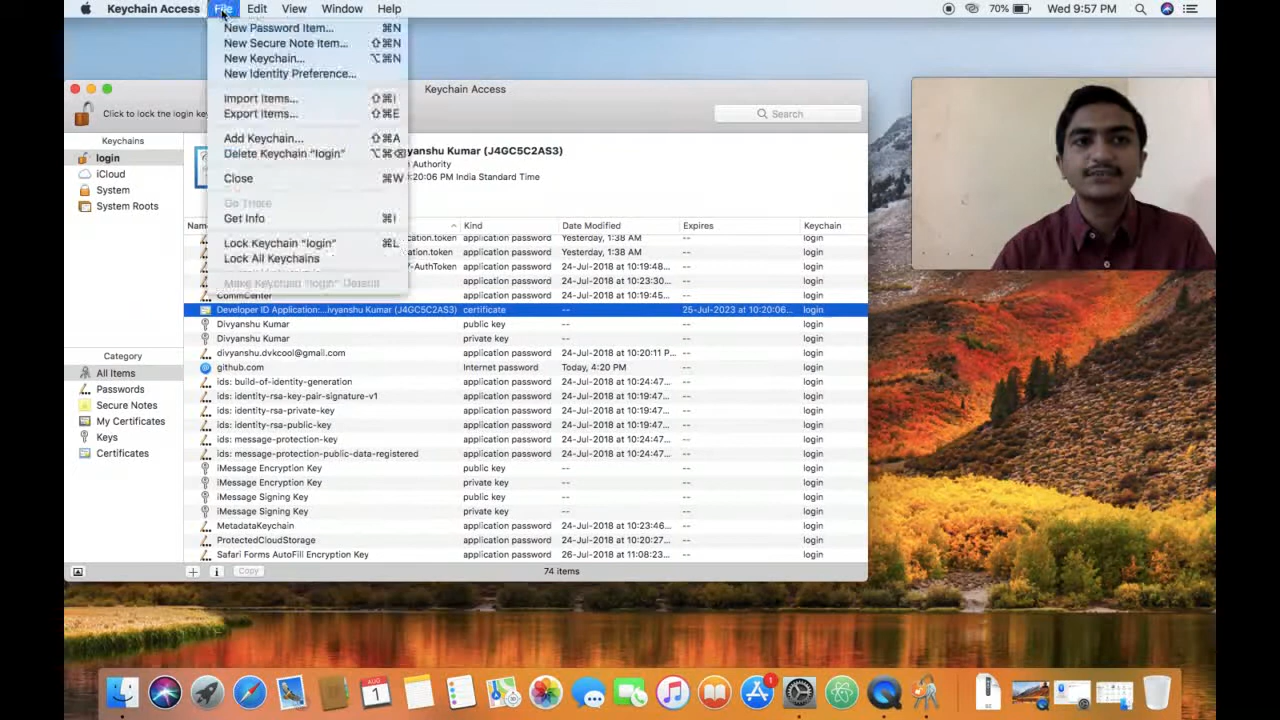 Keychain Access File Edit View Window Help 70% Wed 9:57 PM
New Password Item... ⌘N
New Secure Note Item... ⇧⌘N
New Keychain... ⌥⌘N
New Identity Preference...
Import Items... ⇧⌘I
Export Items... ⇧⌘E
Add Keychain... ⇧⌘A
Delete Keychain "login" ⌥⌘⌫
Close ⌘W
Get Info ⌘I
Lock Keychain "login" ⌘L
Lock All Keychains
Make Keychain "login" Default
Keychain Access
Click to lock the login key
Search
Keychains
login
iCloud
System
System Roots
yanshu Kumar (J4GC5C2AS3)
Authority
:20:06 PM India Standard Time
Kind Date Modified Expires Keychain
cation.token application password Yesterday, 1:38 AM -- login
cation.token application password Yesterday, 1:38 AM -- login
-AuthToken application password 24-Jul-2018 at 10:19:48... -- login
application password 24-Jul-2018 at 10:23:30... -- login
CommCenter application password 24-Jul-2018 at 10:19:45... -- login
Developer ID Application:...ivyanshu Kumar (J4GC5C2AS3) certificate -- 25-Jul-2023 at 10:20:06... login
Divyanshu Kumar public key -- -- login
Divyanshu Kumar private key -- -- login
divyanshu.dvkcool@gmail.com application password 24-Jul-2018 at 10:20:11 P... -- login
github.com Internet password Today, 4:20 PM -- login
ids: build-of-identity-generation application password 24-Jul-2018 at 10:24:47... -- login
ids: identity-rsa-key-pair-signature-v1 application password 24-Jul-2018 at 10:19:47... -- login
ids: identity-rsa-private-key application password 24-Jul-2018 at 10:19:47... -- login
ids: identity-rsa-public-key application password 24-Jul-2018 at 10:19:47... -- login
ids: message-protection-key application password 24-Jul-2018 at 10:24:47... -- login
ids: message-protection-public-data-registered application password 24-Jul-2018 at 10:24:47... -- login
iMessage Encryption Key public key -- -- login
iMessage Encryption Key private key -- -- login
iMessage Signing Key public key -- -- login
iMessage Signing Key private key -- -- login
MetadataKeychain application password 24-Jul-2018 at 10:23:46... -- login
ProtectedCloudStorage application password 24-Jul-2018 at 10:20:27... -- login
Safari Forms AutoFill Encryption Key application password 26-Jul-2018 at 11:08:23... -- login
Category
All Items
Passwords
Secure Notes
My Certificates
Keys
Certificates
Copy
74 items
AUG
1
1